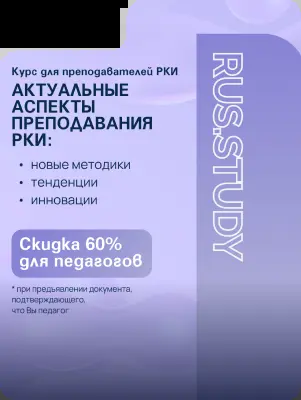 Курс для преподавателей РКИ
АКТУАЛЬНЫЕ
АСПЕКТЫ
ПРЕПОДАВАНИЯ
РКИ:
• новые методики
• тенденции
• инновации
Скидка 60%
для педагогов
* при предъявлении документа,
подтверждающего,
что Вы педагог
RUS.STUDY